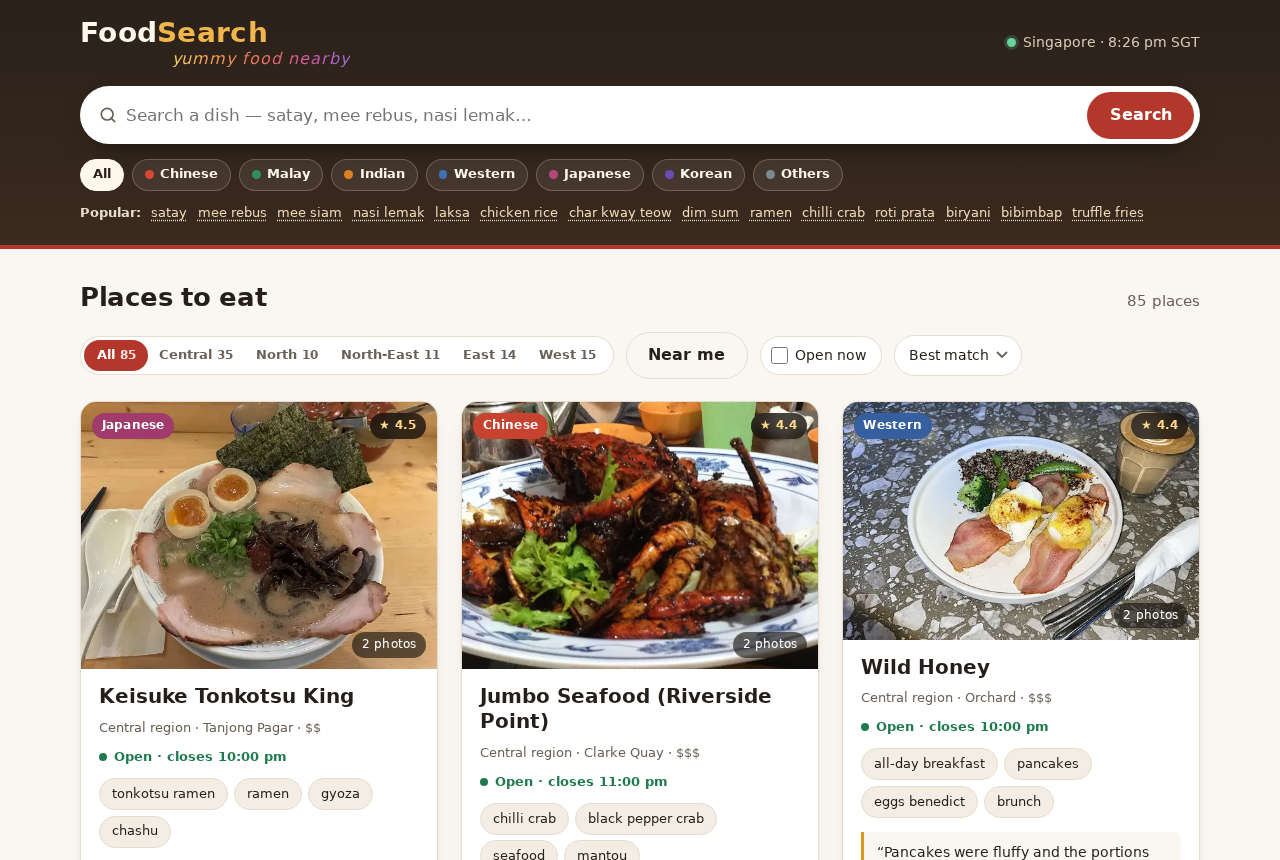 FoodSearch
yummy food nearby
Singapore · 8:26 pm SGT
Search a dish — satay, mee rebus, nasi lemak...
Search
All Chinese Malay Indian Western Japanese Korean Others
Popular: satay mee rebus mee siam nasi lemak laksa chicken rice char kway teow dim sum ramen chilli crab roti prata biryani bibimbap truffle fries
Places to eat
85 places
All 85 Central 35 North 10 North-East 11 East 14 West 15
Near me
Open now
Best match
Japanese
★ 4.5
2 photos
Keisuke Tonkotsu King
Central region · Tanjong Pagar · $$
Open · closes 10:00 pm
tonkotsu ramen ramen gyoza
chashu
Chinese
★ 4.4
2 photos
Jumbo Seafood (Riverside
Point)
Central region · Clarke Quay · $$$
Open · closes 11:00 pm
chilli crab black pepper crab
seafood mantou
Western
★ 4.4
2 photos
Wild Honey
Central region · Orchard · $$$
Open · closes 10:00 pm
all-day breakfast pancakes
eggs benedict brunch
“Pancakes were fluffy and the portions